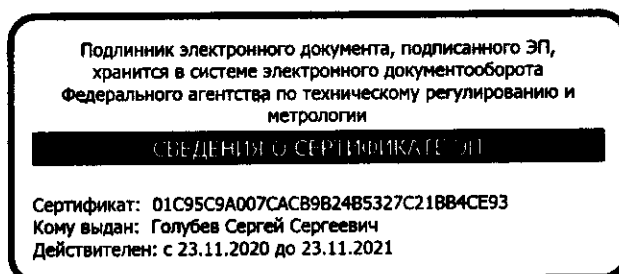 Подлинник электронного документа, подписанного ЭП,
хранится в системе электронного документооборота
Федерального агентства по техническому регулированию и
метрологии
СВЕДЕНИЯ О СЕРТИФИКАТЕ ЭП
Сертификат: 01C95C9A007CACB9B24B5327C21BB4CE93
Кому выдан: Голубев Сергей Сергеевич
Действителен: с 23.11.2020 до 23.11.2021